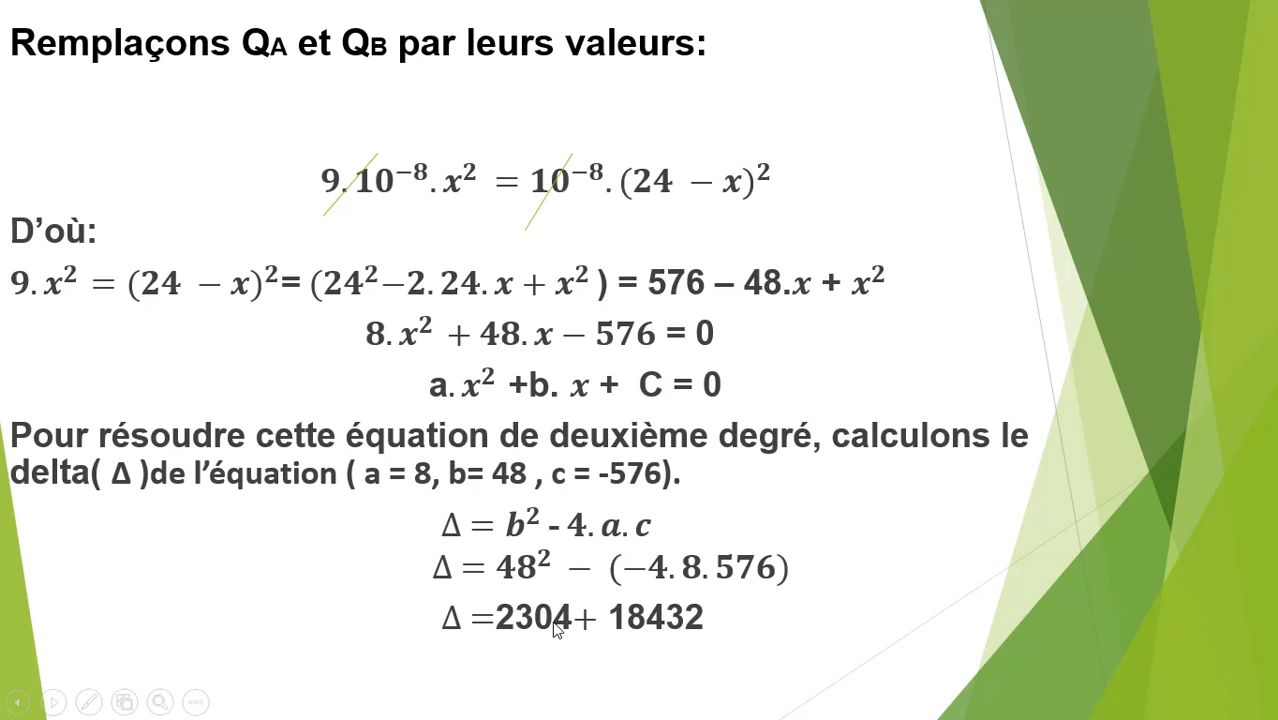 Remplaçons QA et QB par leurs valeurs:
9.10⁻⁸.x² = 10⁻⁸.(24 − x)²
D’où:
9.x² = (24 − x)²= (24²−2.24.x + x² ) = 576 – 48.x + x²
8.x² + 48.x − 576 = 0
a.x² +b. x + C = 0
Pour résoudre cette équation de deuxième degré, calculons le
delta( Δ )de l’équation ( a = 8, b= 48 , c = -576).
Δ = b² - 4.a.c
Δ = 48² − (−4.8.576)
Δ =2304+ 18432